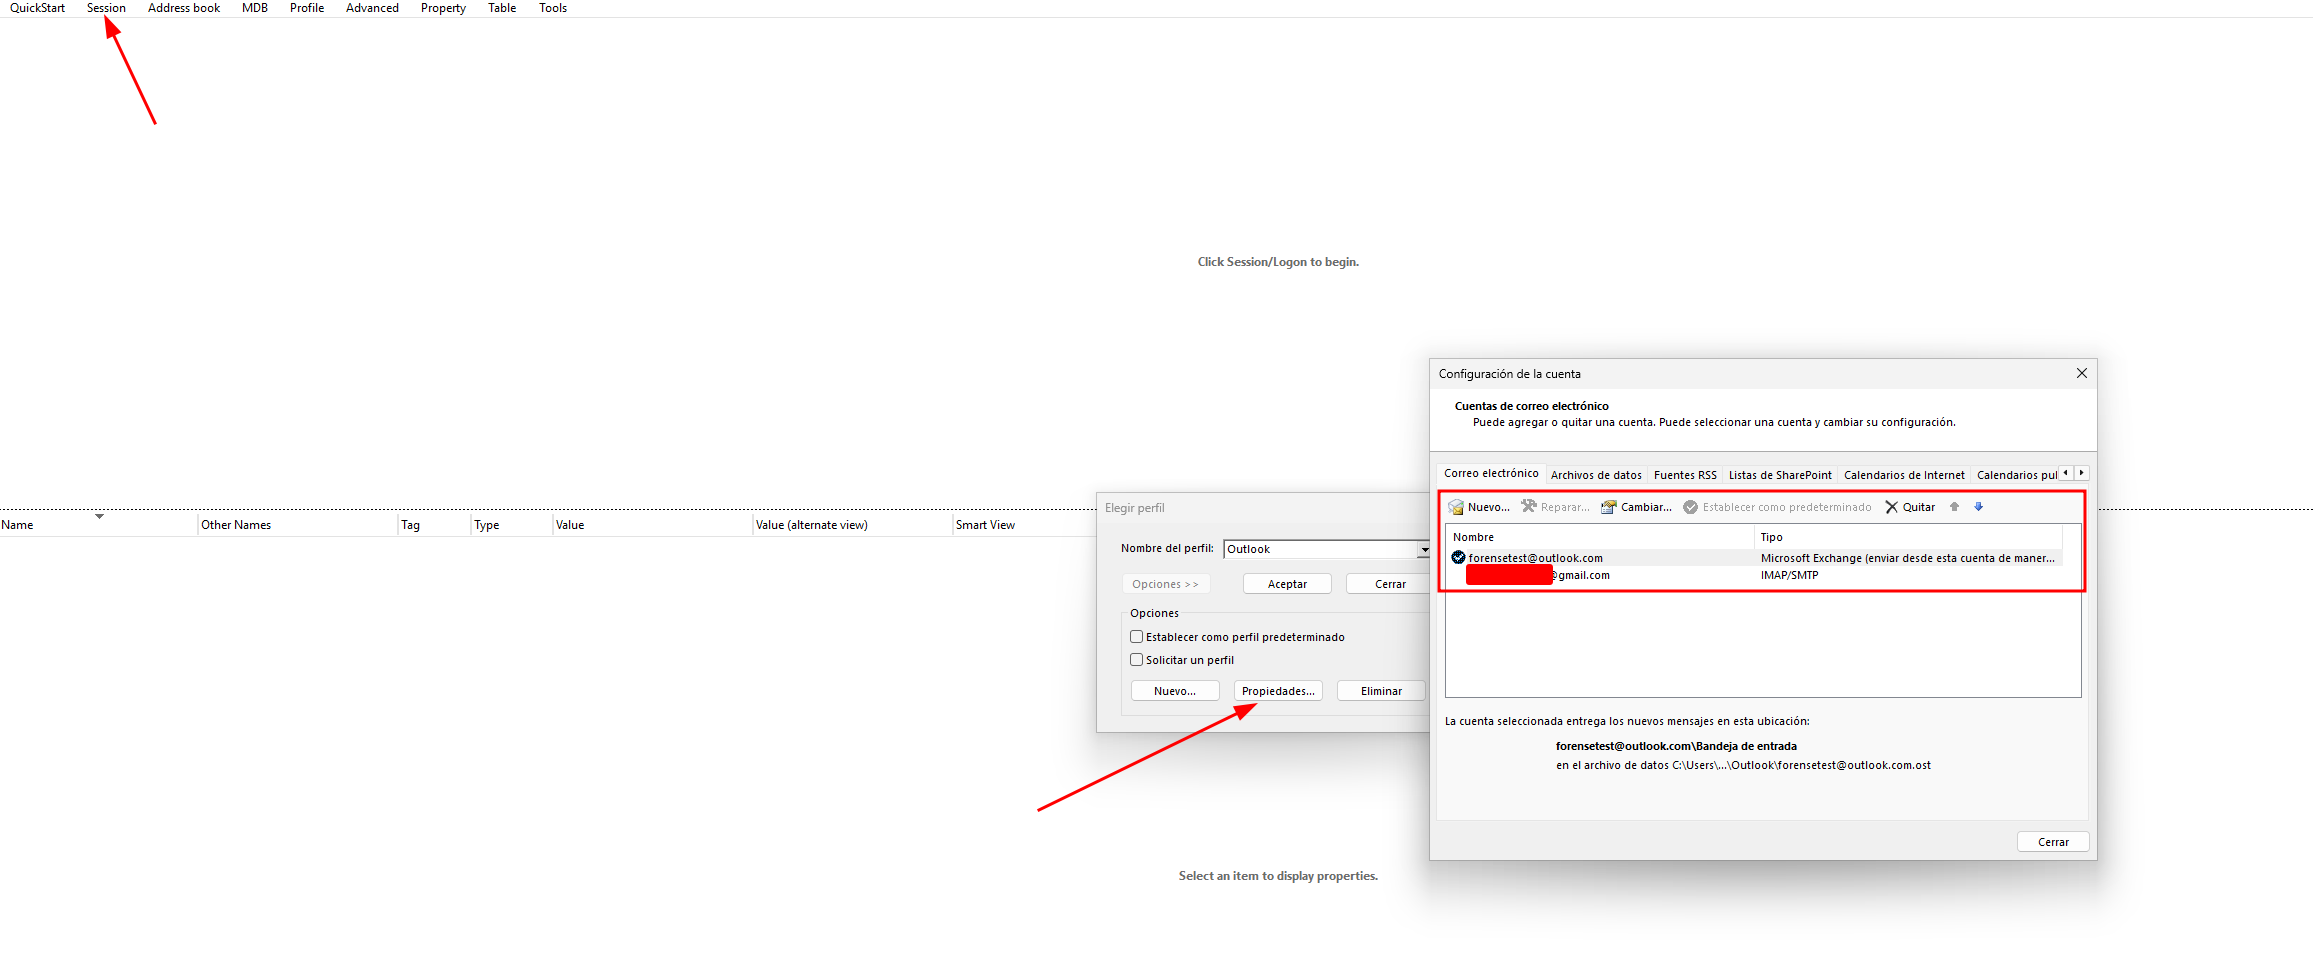 QuickStart Session Address book MDB Profile Advanced Property Table Tools
Click Session/Logon to begin.
Name Other Names Tag Type Value Value (alternate view) Smart View
Elegir perfil
Nombre del perfil: Outlook
Opciones >> Aceptar Cerrar
Opciones
Establecer como perfil predeterminado
Solicitar un perfil
Nuevo... Propiedades... Eliminar
Configuración de la cuenta
Cuentas de correo electrónico
Puede agregar o quitar una cuenta. Puede seleccionar una cuenta y cambiar su configuración.
Correo electrónico Archivos de datos Fuentes RSS Listas de SharePoint Calendarios de Internet Calendarios pul
Nuevo... Reparar... Cambiar... Establecer como predeterminado Quitar
Nombre Tipo
forensetest@outlook.com Microsoft Exchange (enviar desde esta cuenta de maner...
@gmail.com IMAP/SMTP
La cuenta seleccionada entrega los nuevos mensajes en esta ubicación:
forensetest@outlook.com\Bandeja de entrada
en el archivo de datos C:\Users\...\Outlook\forensetest@outlook.com.ost
Cerrar
Select an item to display properties.